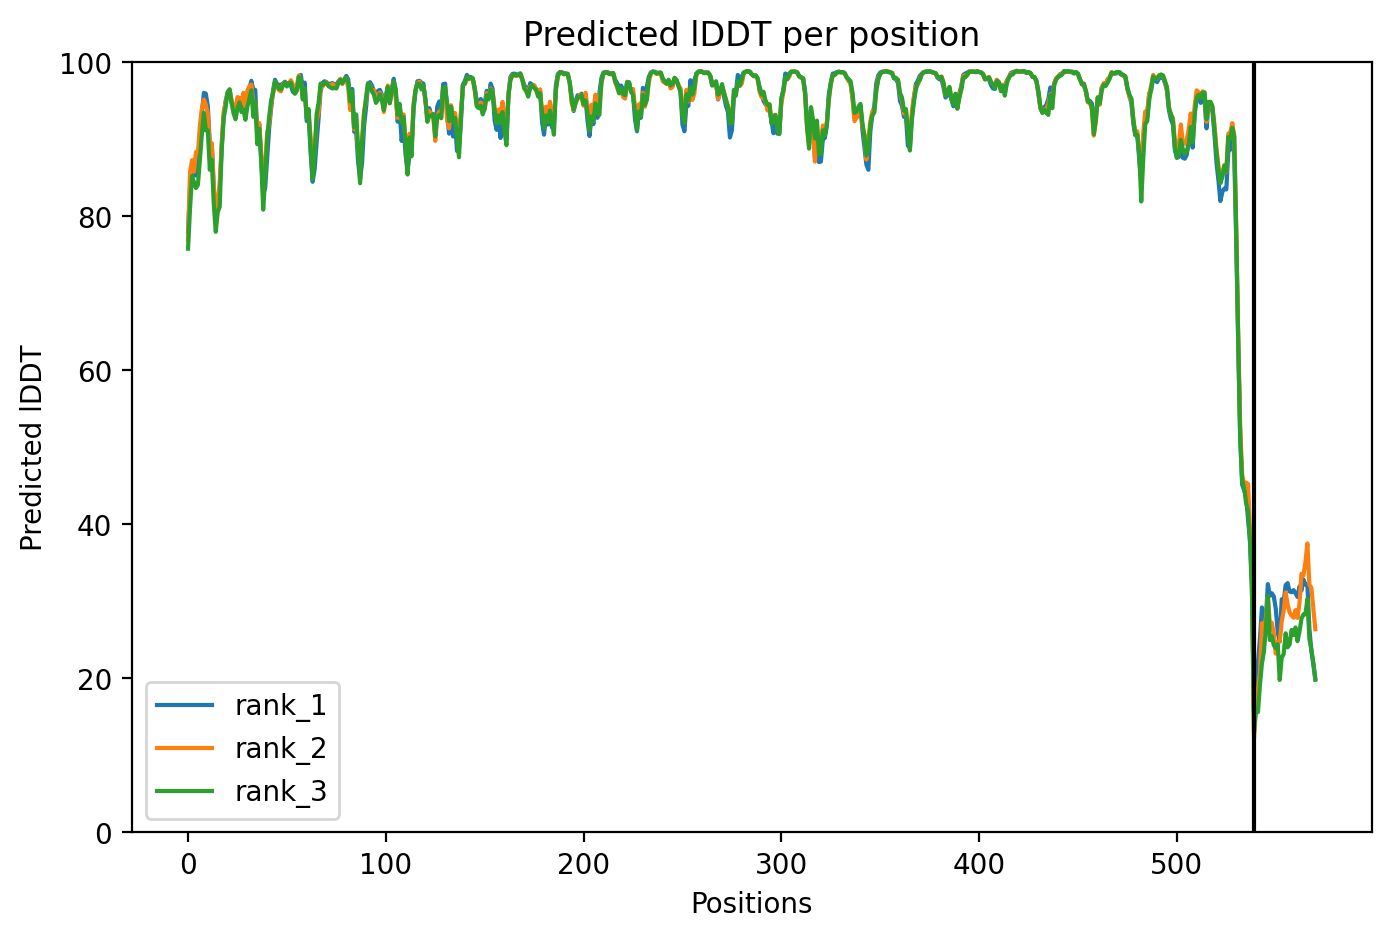 Predicted lDDT per position
100
80
60
40
20
0
Predicted lDDT
rank_1
rank_2
rank_3
0 100 200 300 400 500
Positions